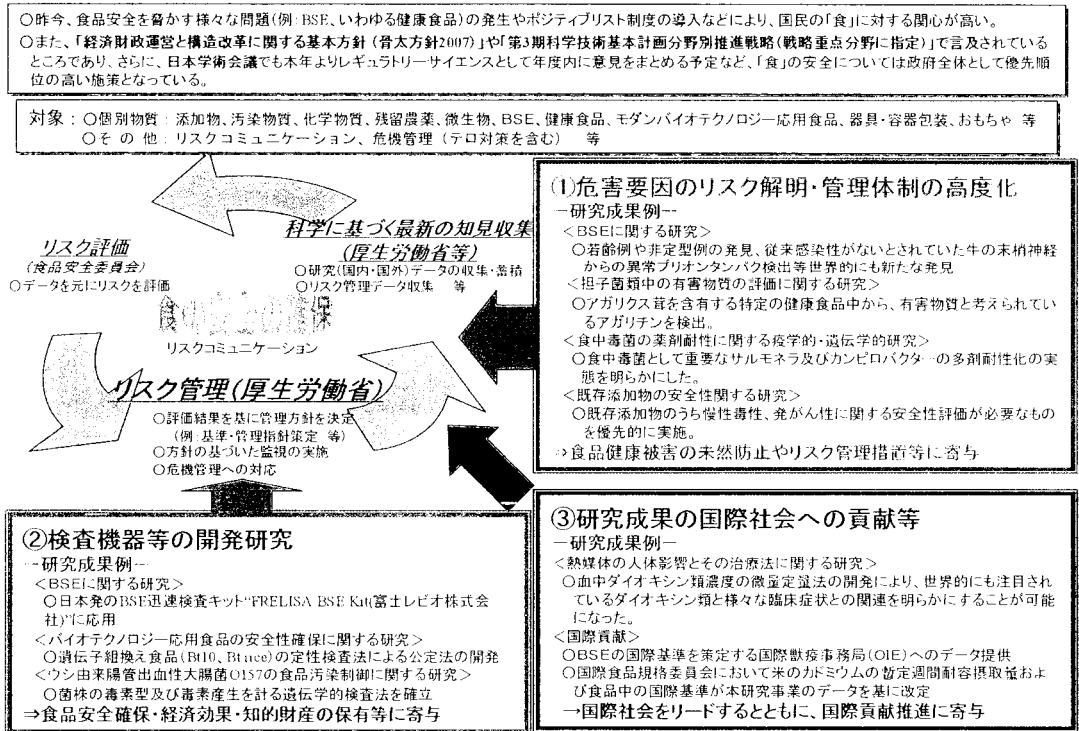 ○昨今、食品安全を脅かす様々な問題(例：BSE、いわゆる健康食品)の発生やポジティブリスト制度の導入などにより、国民の「食」に対する関心が高い。
○また、「経済財政運営と構造改革に関する基本方針（骨太方針2007）」や「第3期科学技術基本計画分野別推進戦略(戦略重点分野に指定)」で言及されている
ところであり、さらに、日本学術会議でも本年よりレギュラトリーサイエンスとして年度内に意見をまとめる予定など、「食」の安全については政府全体として優先順
位の高い施策となっている。
対象：○個別物質：添加物、汚染物質、化学物質、残留農薬、微生物、BSE、健康食品、モダンバイオテクノロジー応用食品、器具・容器包装、おもちゃ 等
○その他：リスクコミュニケーション、危機管理（テロ対策を含む） 等
科学に基づく最新の知見収集
(厚生労働省等)
○研究(国内・国外)データの収集・蓄積
○リスク管理データ収集 等
リスク評価
(食品安全委員会)
○データを元にリスクを評価
の確保
リスクコミュニケーション
リスク管理(厚生労働省)
○評価結果を基に管理方針を決定
(例：基準・管理指針策定 等)
○方針の基づいた監視の実施
○危機管理への対応
①危害要因のリスク解明・管理体制の高度化
―研究成果例--
＜BSEに関する研究＞
○若齢例や非定型例の発見、従来感染性がないとされていた牛の末梢神経
からの異常プリオンタンパク検出等世界的にも新たな発見
＜担子菌類中の有害物質の評価に関する研究＞
○アガリクス茸を含有する特定の健康食品中から、有害物質と考えられてい
るアガリチンを検出。
＜食中毒菌の薬剤耐性に関する疫学的・遺伝学的研究＞
○食中毒菌として重要なサルモネラ及びカンピロバクターの多剤耐性化の実
態を明らかにした。
＜既存添加物の安全性関する研究＞
○既存添加物のうち慢性毒性、発がん性に関する安全性評価が必要なもの
を優先的に実施。
⇒食品健康被害の未然防止やリスク管理措置等に寄与
②検査機器等の開発研究
--研究成果例--
＜BSEに関する研究＞
○日本発のBSE迅速検査キット“FRELISA BSE Kit(富士レビオ株式会
社)”に応用
＜バイオテクノロジー応用食品の安全性確保に関する研究＞
○遺伝子組換え食品(Bt10、Bt rice)の定性検査法による公定法の開発
＜ウシ由来腸管出血性大腸菌O157の食品汚染制御に関する研究＞
○菌株の毒素型及び毒素産生を計る遺伝学的検査法を確立
⇒食品安全確保・経済効果・知的財産の保有等に寄与
③研究成果の国際社会への貢献等
―研究成果例―
＜熱媒体の人体影響とその治療法に関する研究＞
○血中ダイオキシン類濃度の微量定量法の開発により、世界的にも注目され
ているダイオキシン類と様々な臨床症状との関連を明らかにすることが可能
になった。
＜国際貢献＞
○BSEの国際基準を策定する国際獣疫事務局(OIE)へのデータ提供
○国際食品規格委員会において米のカドミウムの暫定週間耐容摂取量およ
び食品中の国際基準が本研究事業のデータを基に改定
→国際社会をリードするとともに、国際貢献推進に寄与